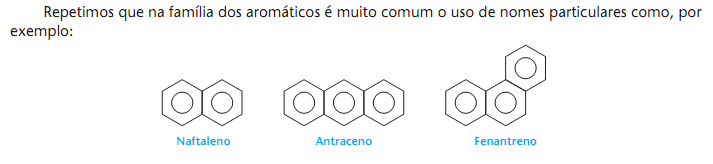 Repetimos que na família dos aromáticos é muito comum o uso de nomes particulares como, por
exemplo:
Naftaleno
Antraceno
Fenantreno